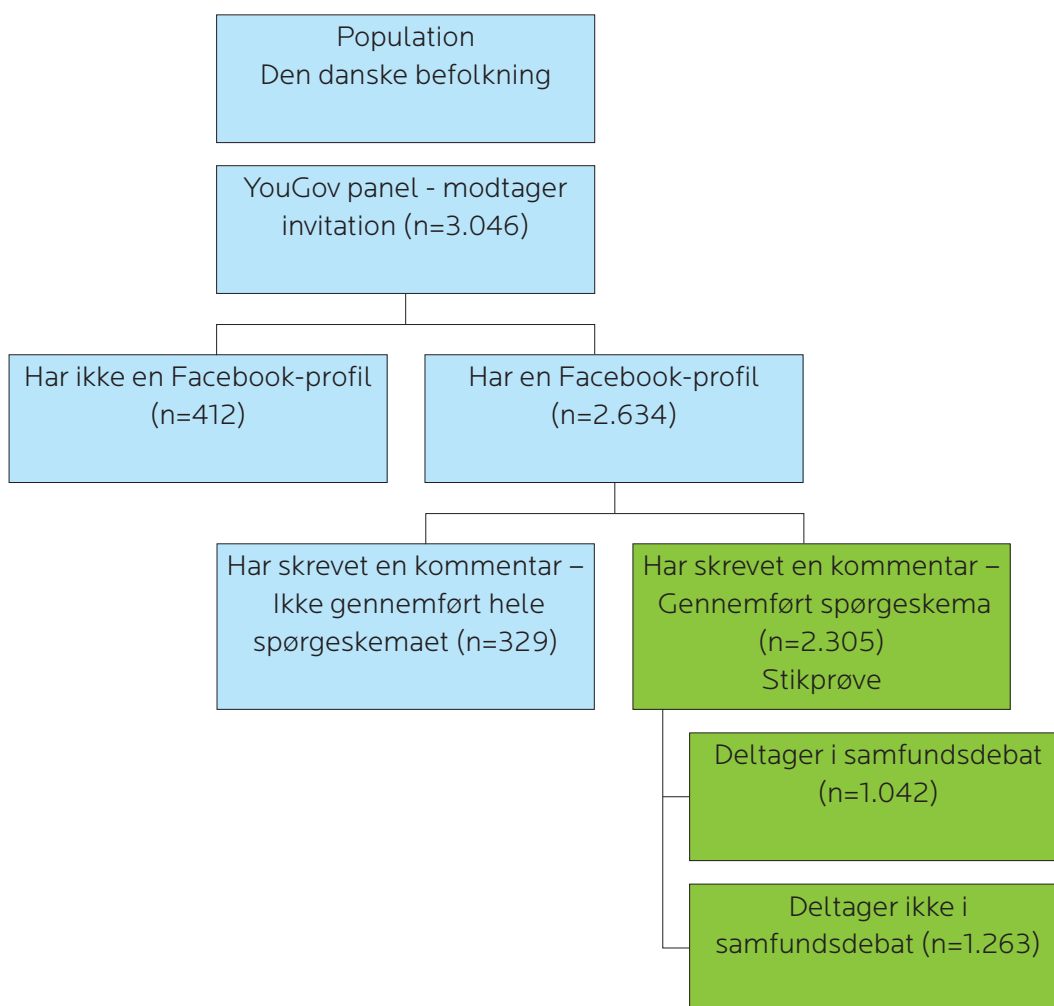 Population
Den danske befolkning
YouGov panel - modtager
invitation (n=3.046)
Har ikke en Facebook-profil
(n=412)
Har en Facebook-profil
(n=2.634)
Har skrevet en kommentar –
Ikke gennemført hele
spørgeskemaet (n=329)
Har skrevet en kommentar –
Gennemført spørgeskema
(n=2.305)
Stikprøve
Deltager i samfundsdebat
(n=1.042)
Deltager ikke i
samfundsdebat (n=1.263)